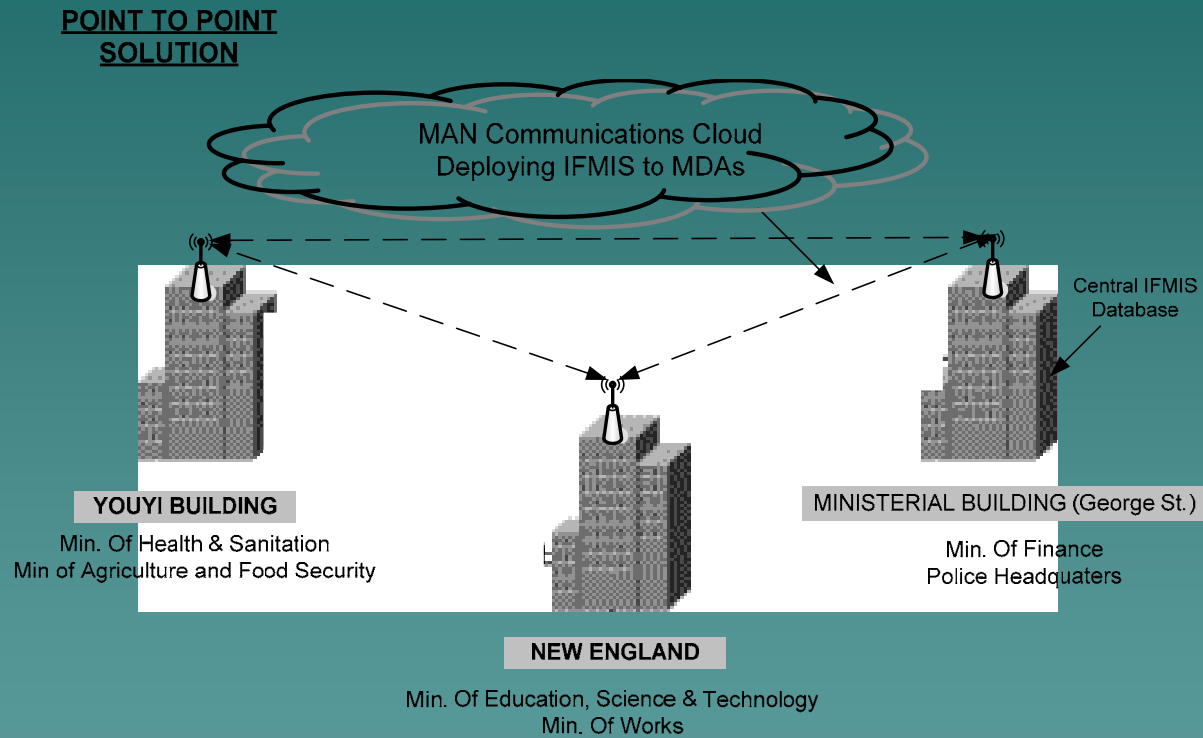 POINT TO POINT
SOLUTION
MAN Communications Cloud
Deploying IFMIS to MDAs
Central IFMIS
Database
YOUYI BUILDING
Min. Of Health & Sanitation
Min of Agriculture and Food Security
MINISTERIAL BUILDING (George St.)
Min. Of Finance
Police Headquaters
NEW ENGLAND
Min. Of Education, Science & Technology
Min. Of Works